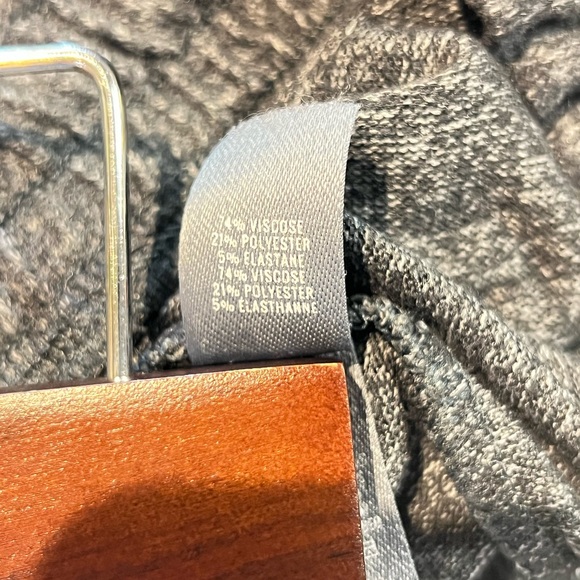 74% VISCOSE
21% POLYESTER
5% ELASTANE
74% VISCOSE
21% POLYESTER
5% ELASTHANNE